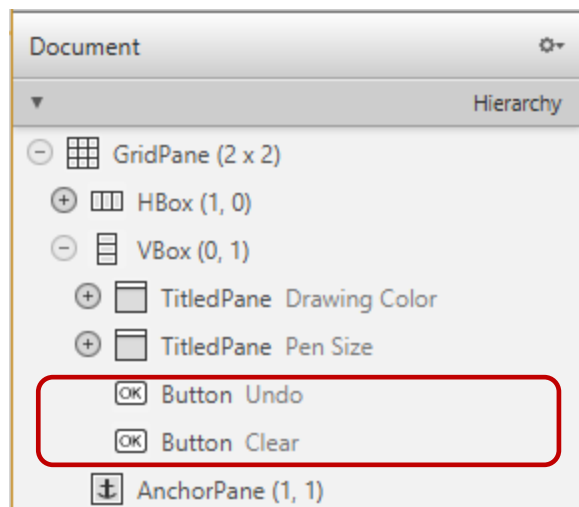 Document
Hierarchy
GridPane (2 x 2)
HBox (1, 0)
VBox (0, 1)
TitledPane Drawing Color
TitledPane Pen Size
OK Button Undo
OK Button Clear
AnchorPane (1, 1)